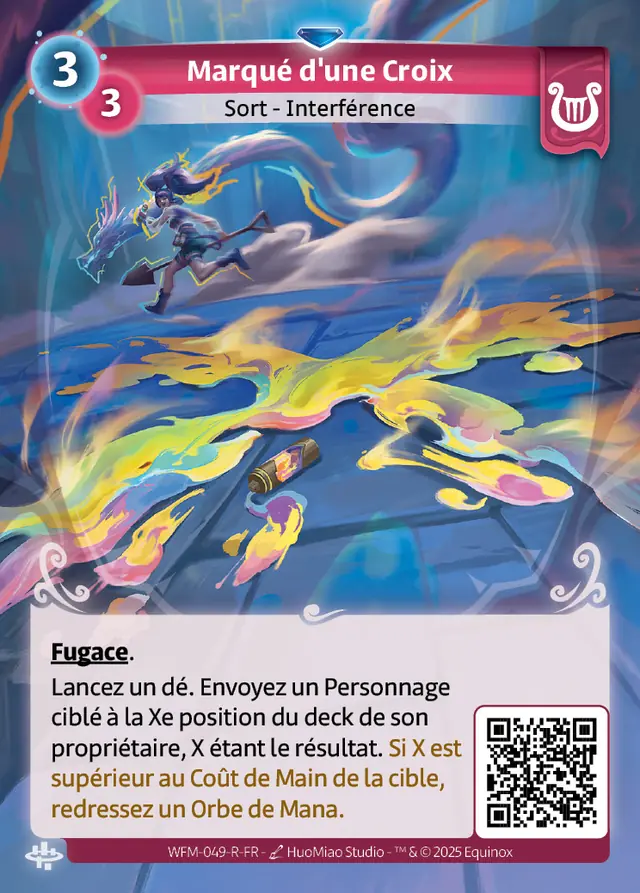 3
Marqué d'une Croix
3
Sort - Interférence
Fugace.
Lancez un dé. Envoyez un Personnage
ciblé à la Xe position du deck de son
propriétaire, X étant le résultat. Si X est
supérieur au Coût de Main de la cible,
redressez un Orbe de Mana.
WFM-049-R-FR - HuoMiao Studio - ™ & © 2025 Equinox